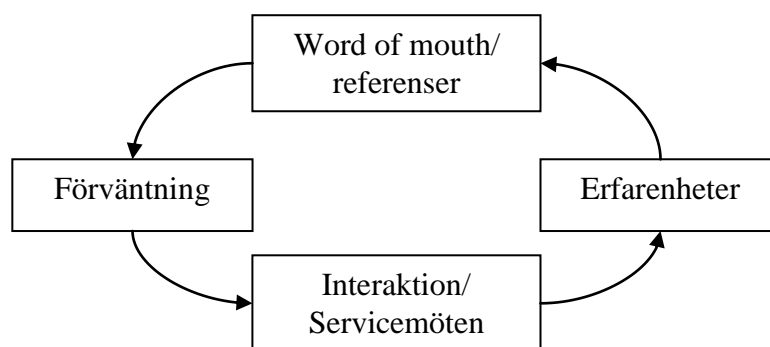 Word of mouth/
referenser
Förväntning
Erfarenheter
Interaktion/
Servicemöten